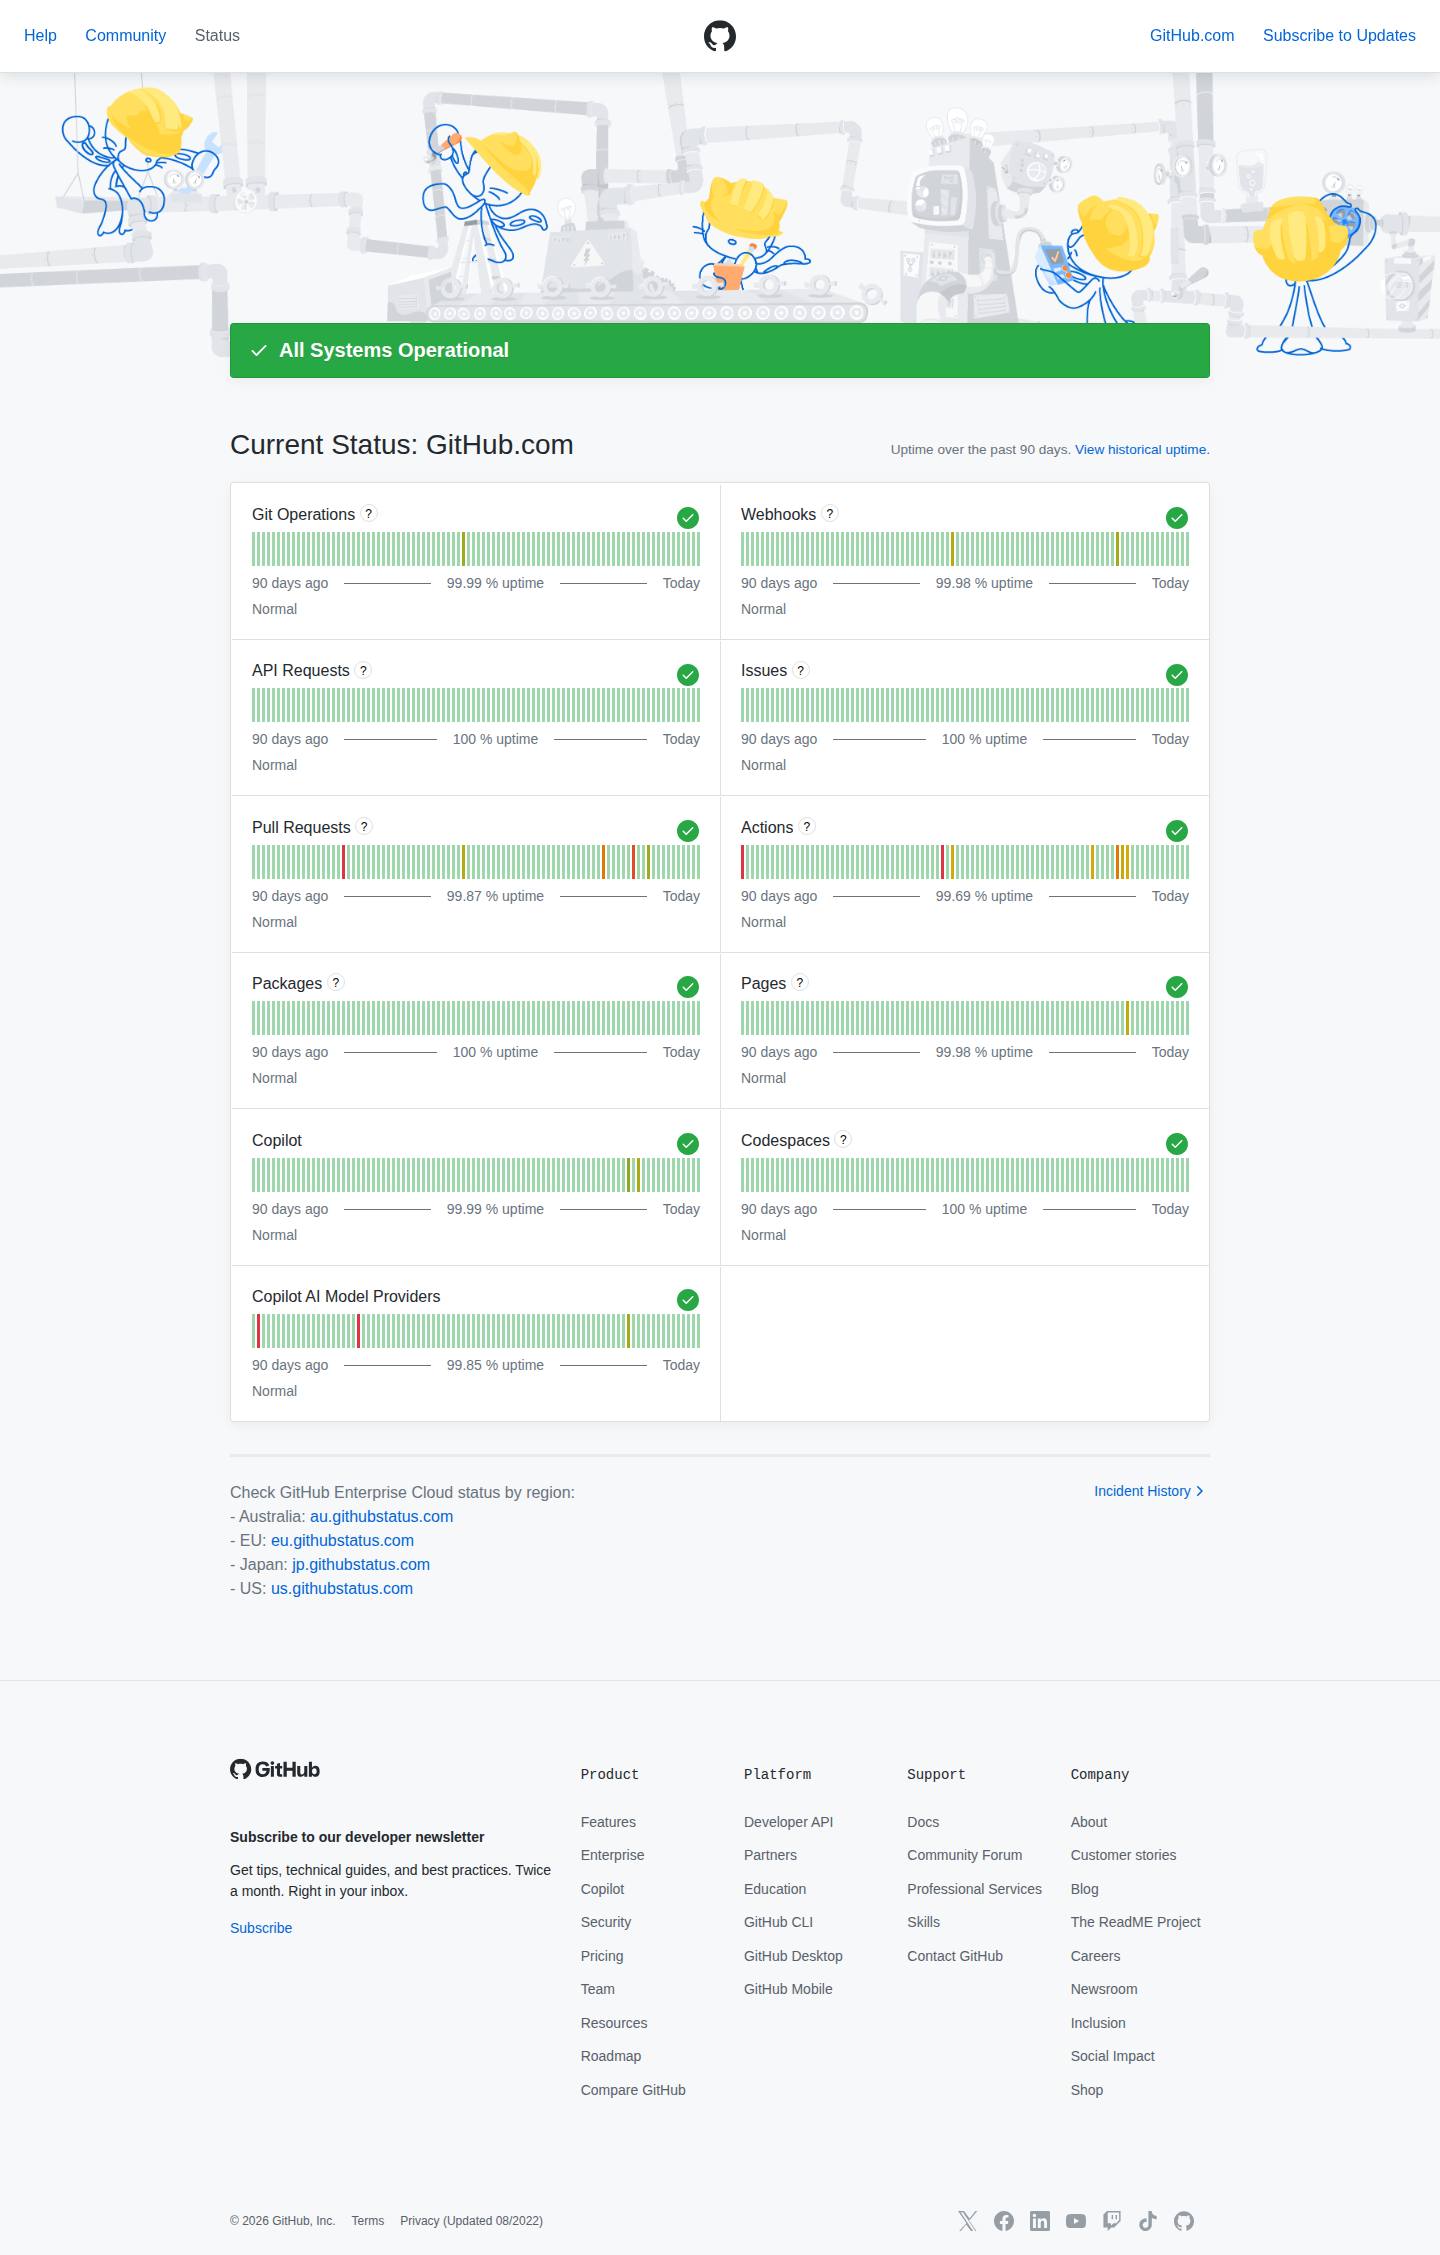 Help Community Status GitHub.com Subscribe to Updates
All Systems Operational
Current Status: GitHub.com
Uptime over the past 90 days. View historical uptime.
Git Operations ?
90 days ago 99.99 % uptime Today
Normal
Webhooks ?
90 days ago 99.98 % uptime Today
Normal
API Requests ?
90 days ago 100 % uptime Today
Normal
Issues ?
90 days ago 100 % uptime Today
Normal
Pull Requests ?
90 days ago 99.87 % uptime Today
Normal
Actions ?
90 days ago 99.69 % uptime Today
Normal
Packages ?
90 days ago 100 % uptime Today
Normal
Pages ?
90 days ago 99.98 % uptime Today
Normal
Copilot
90 days ago 99.99 % uptime Today
Normal
Codespaces ?
90 days ago 100 % uptime Today
Normal
Copilot AI Model Providers
90 days ago 99.85 % uptime Today
Normal
Check GitHub Enterprise Cloud status by region:
- Australia: au.githubstatus.com
- EU: eu.githubstatus.com
- Japan: jp.githubstatus.com
- US: us.githubstatus.com
Incident History
GitHub
Subscribe to our developer newsletter
Get tips, technical guides, and best practices. Twice
a month. Right in your inbox.
Subscribe
Product
Features
Enterprise
Copilot
Security
Pricing
Team
Resources
Roadmap
Compare GitHub
Platform
Developer API
Partners
Education
GitHub CLI
GitHub Desktop
GitHub Mobile
Support
Docs
Community Forum
Professional Services
Skills
Contact GitHub
Company
About
Customer stories
Blog
The ReadME Project
Careers
Newsroom
Inclusion
Social Impact
Shop
© 2026 GitHub, Inc. Terms Privacy (Updated 08/2022)